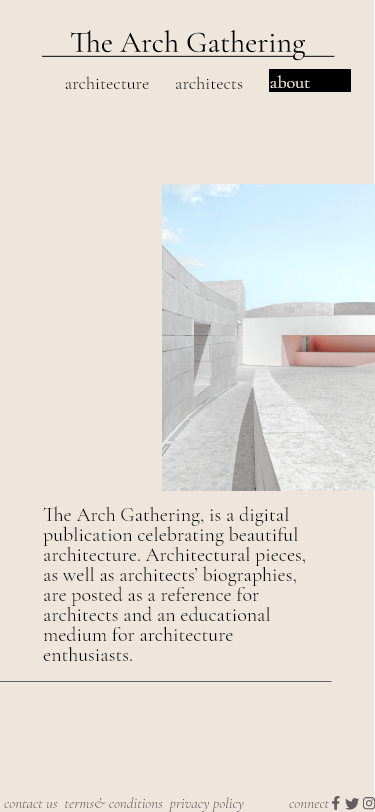 The Arch Gathering
architecture architects about
The Arch Gathering, is a digital
publication celebrating beautiful
architecture. Architectural pieces,
as well as architects’ biographies,
are posted as a reference for
architects and an educational
medium for architecture
enthusiasts.
contact us terms& conditions privacy policy connect